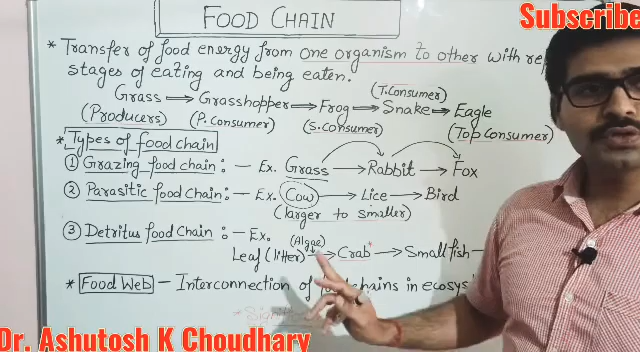 FOOD CHAIN
Subscribe
* Transfer of food energy from one organism to other with
stages of eating and being eaten.
Grass ⟹ Grasshopper → Frog → Snake → Eagle
(T.Consumer)
(Producers) (P. Consumer) (S. Consumer) (Top Consumer)
* Types of food chain
① Grazing food chain :- Ex. Grass → Rabbit → Fox
② Parasitic food chain :- Ex. Cow → Lice → Bird
(larger to smaller)
③ Detritus food chain :- Ex.
(Algae)
Leaf (litter) → Crab → Small fish -
* Food Web - Interconnection of chains in
Dr. Ashutosh K Choudhary